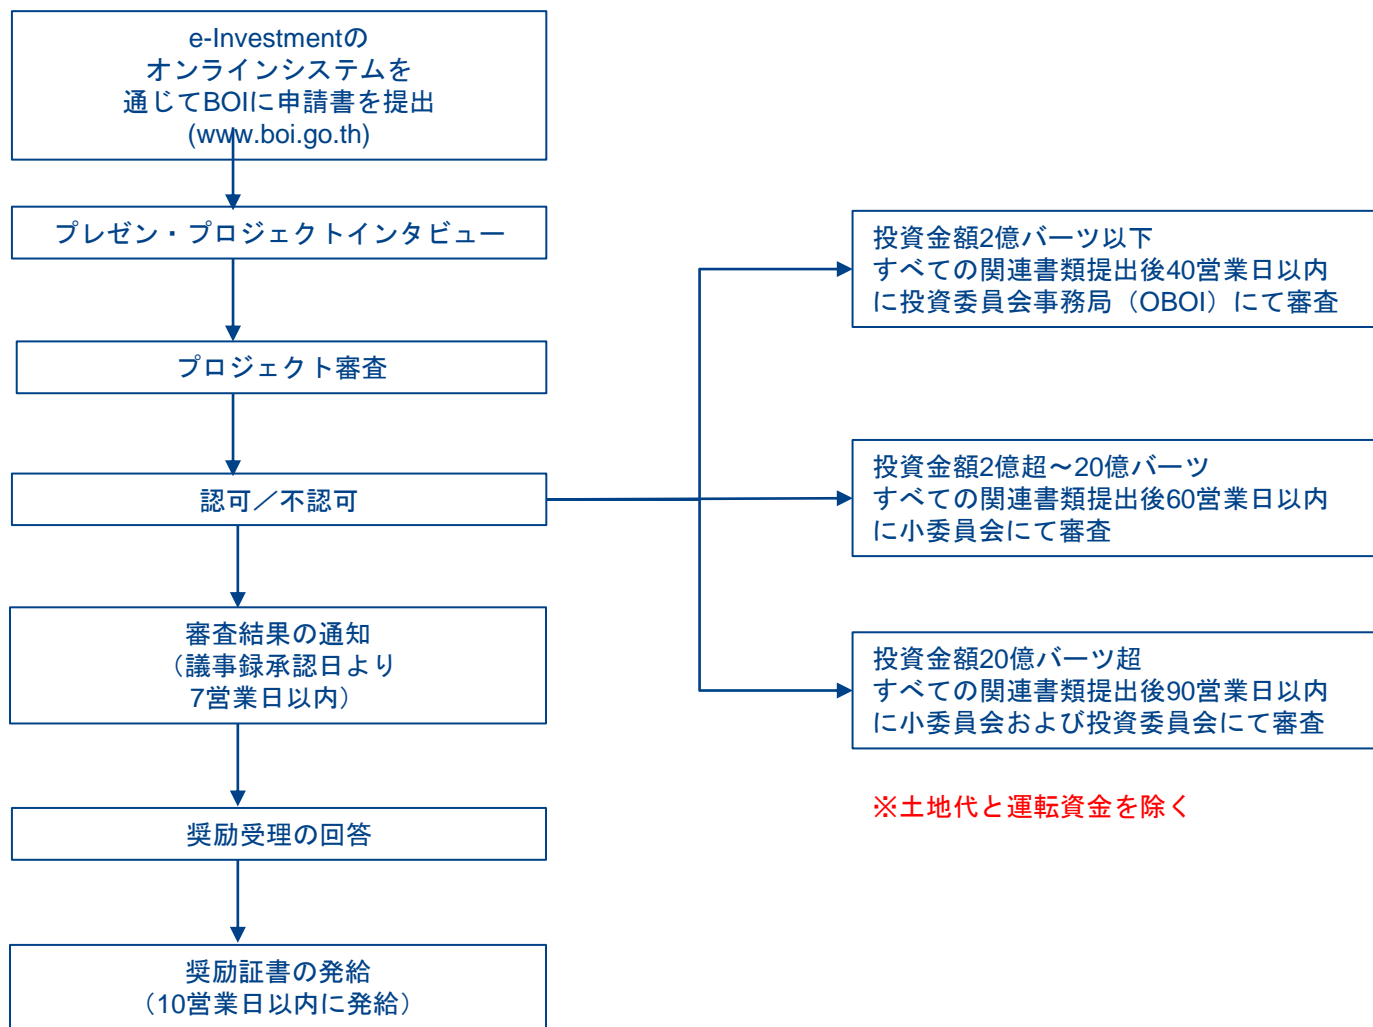 e-Investmentの
オンラインシステムを
通じてBOIに申請書を提出
(www.boi.go.th)
プレゼン・プロジェクトインタビュー
プロジェクト審査
認可／不認可
審査結果の通知
（議事録承認日より
7営業日以内）
奨励受理の回答
奨励証書の発給
（10営業日以内に発給）
投資金額2億バーツ以下
すべての関連書類提出後40営業日以内
に投資委員会事務局（OBOI）にて審査
投資金額2億超～20億バーツ
すべての関連書類提出後60営業日以内
に小委員会にて審査
投資金額20億バーツ超
すべての関連書類提出後90営業日以内
に小委員会および投資委員会にて審査
※土地代と運転資金を除く